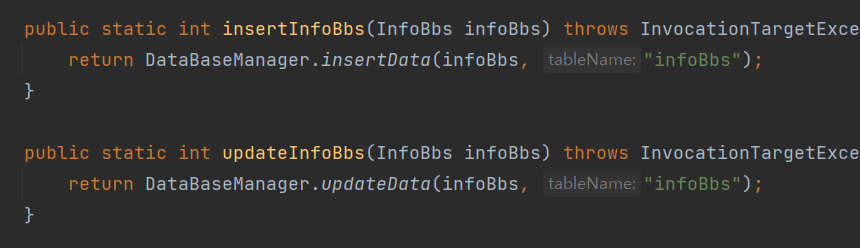 public static int insertInfoBbs(InfoBbs infoBbs) throws InvocationTargetExce
return DataBaseManager.insertData(infoBbs, tableName: "infoBbs");
}
public static int updateInfoBbs(InfoBbs infoBbs) throws InvocationTargetExce
return DataBaseManager.updateData(infoBbs, tableName: "infoBbs");
}